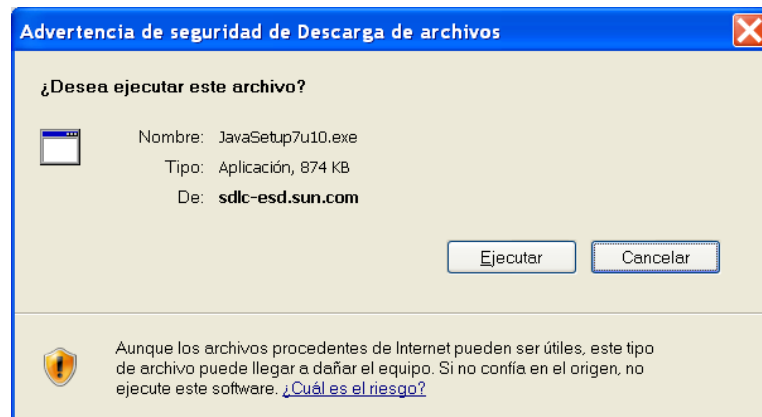 Advertencia de seguridad de Descarga de archivos
¿Desea ejecutar este archivo?
Nombre: JavaSetup7u10.exe
Tipo: Aplicación, 874 KB
De: sdlc-esd.sun.com
Ejecutar Cancelar
Aunque los archivos procedentes de Internet pueden ser útiles, este tipo
de archivo puede llegar a dañar el equipo. Si no confía en el origen, no
ejecute este software. ¿Cuál es el riesgo?